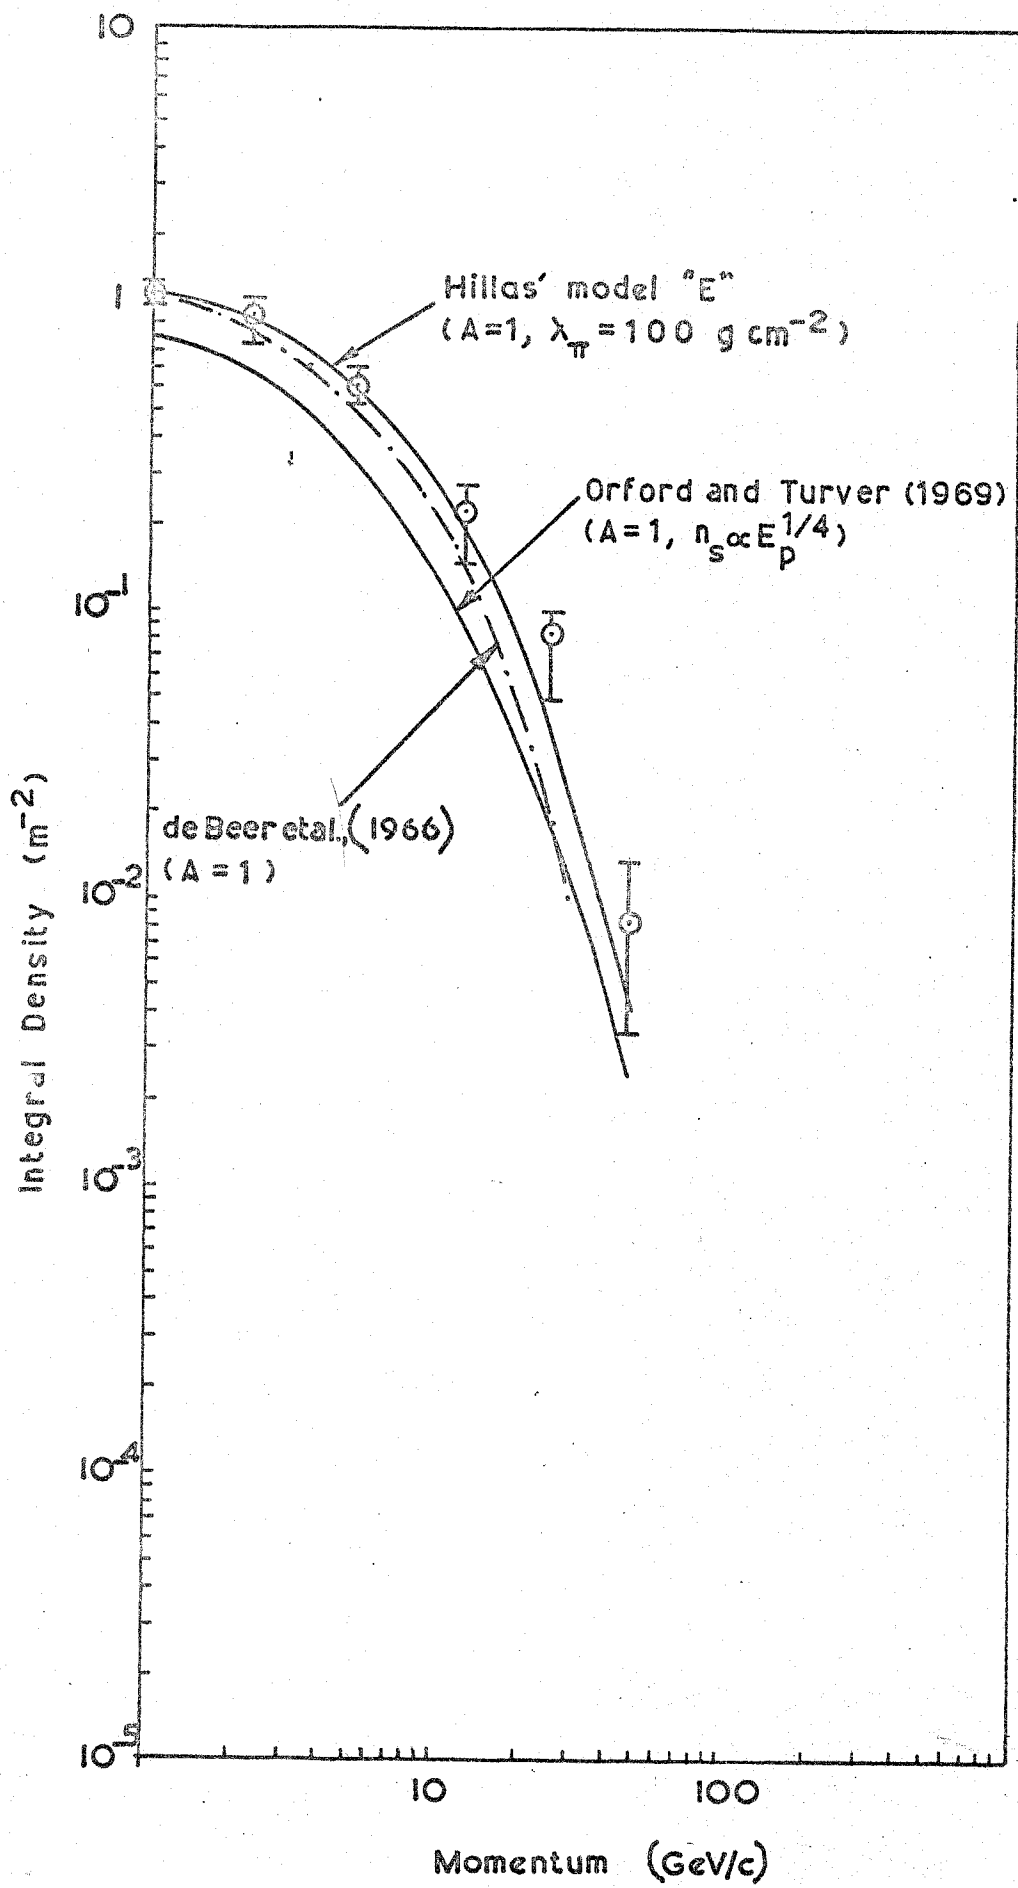 10
Hillas' model "E"
(A=1, λπ=100 g cm⁻²)
1
Orford and Turver (1969)
(A=1, nₛ∝Eₚ^1/4)
10⁻¹
de Beer et al., (1966)
(A=1)
10⁻²
10⁻³
10⁻⁴
10⁻⁵
Integral Density (m⁻²)
10
100
Momentum (GeV/c)